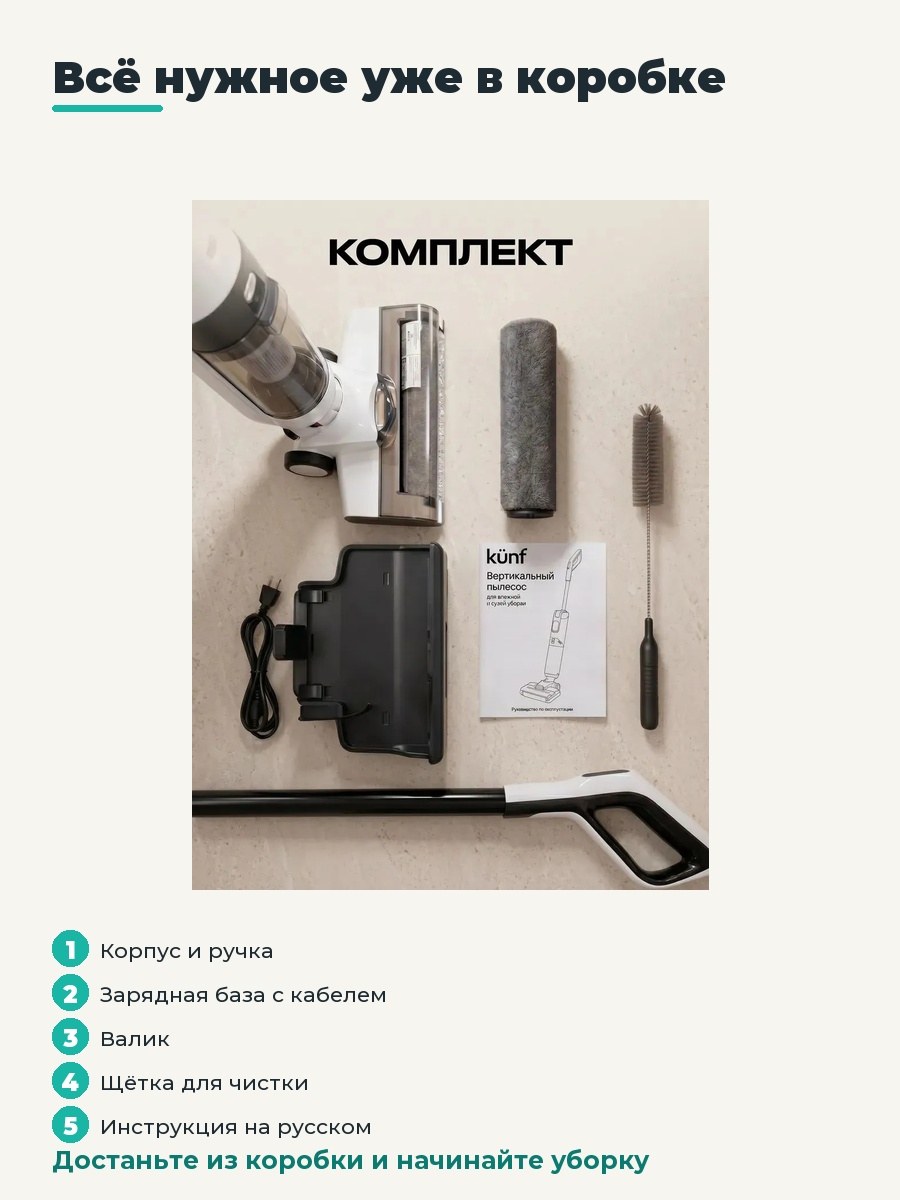 Всё нужное уже в коробке
КОМПЛЕКТ
künf
Вертикальный
пылесос
для влажной
и сухой уборки
Руководство по эксплуатации
1 Корпус и ручка
2 Зарядная база с кабелем
3 Валик
4 Щётка для чистки
5 Инструкция на русском
Достаньте из коробки и начинайте уборку